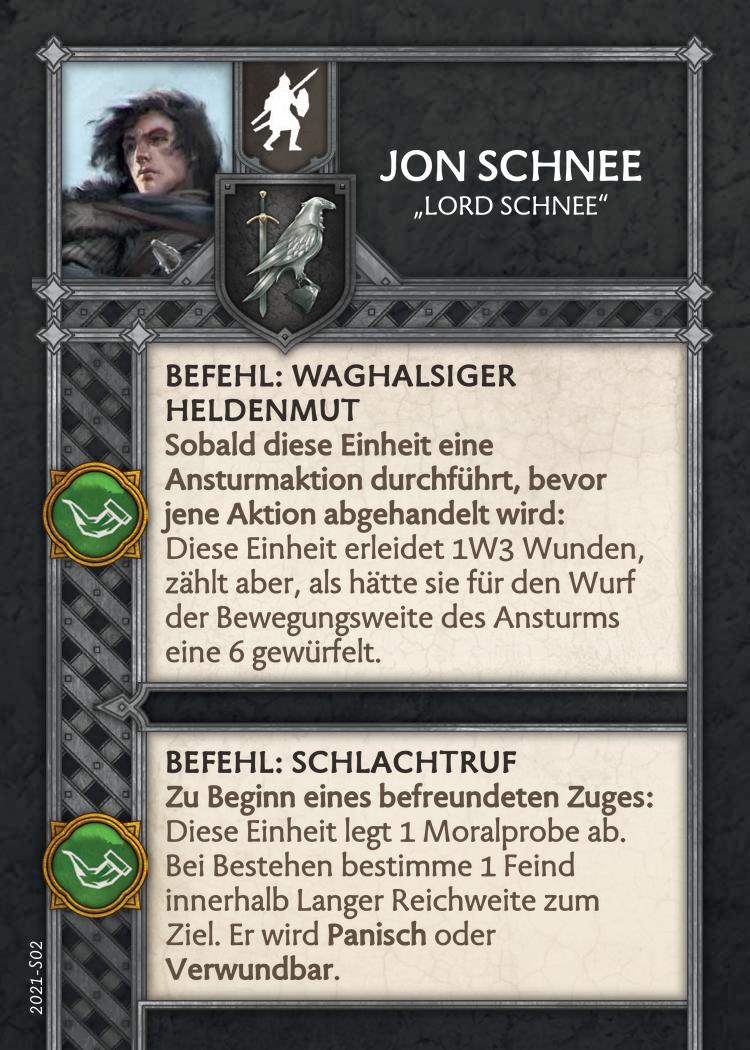 JON SCHNEE
„LORD SCHNEE“
BEFEHL: WAGHALSIGER
HELDENMUT
Sobald diese Einheit eine
Ansturmaktion durchführt, bevor
jene Aktion abgehandelt wird:
Diese Einheit erleidet 1W3 Wunden,
zählt aber, als hätte sie für den Wurf
der Bewegungsweite des Ansturms
eine 6 gewürfelt.
BEFEHL: SCHLACHTRUF
Zu Beginn eines befreundeten Zuges:
Diese Einheit legt 1 Moralprobe ab.
Bei Bestehen bestimme 1 Feind
innerhalb Langer Reichweite zum
Ziel. Er wird Panisch oder
Verwundbar.
2021-S02